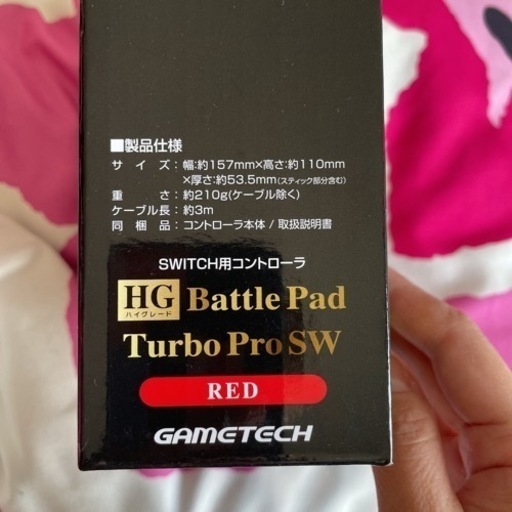 ■製品仕様
サイズ:幅:約157mm×高さ:約110mm
×厚さ:約53.5mm(スティック部分含む)
重さ:約210g(ケーブル除く)
ケーブル長:約3m
同梱品:コントローラ本体 / 取扱説明書
SWITCH用コントローラ
HG Battle Pad
ハイグレード
Turbo Pro SW
RED
GAMETECH